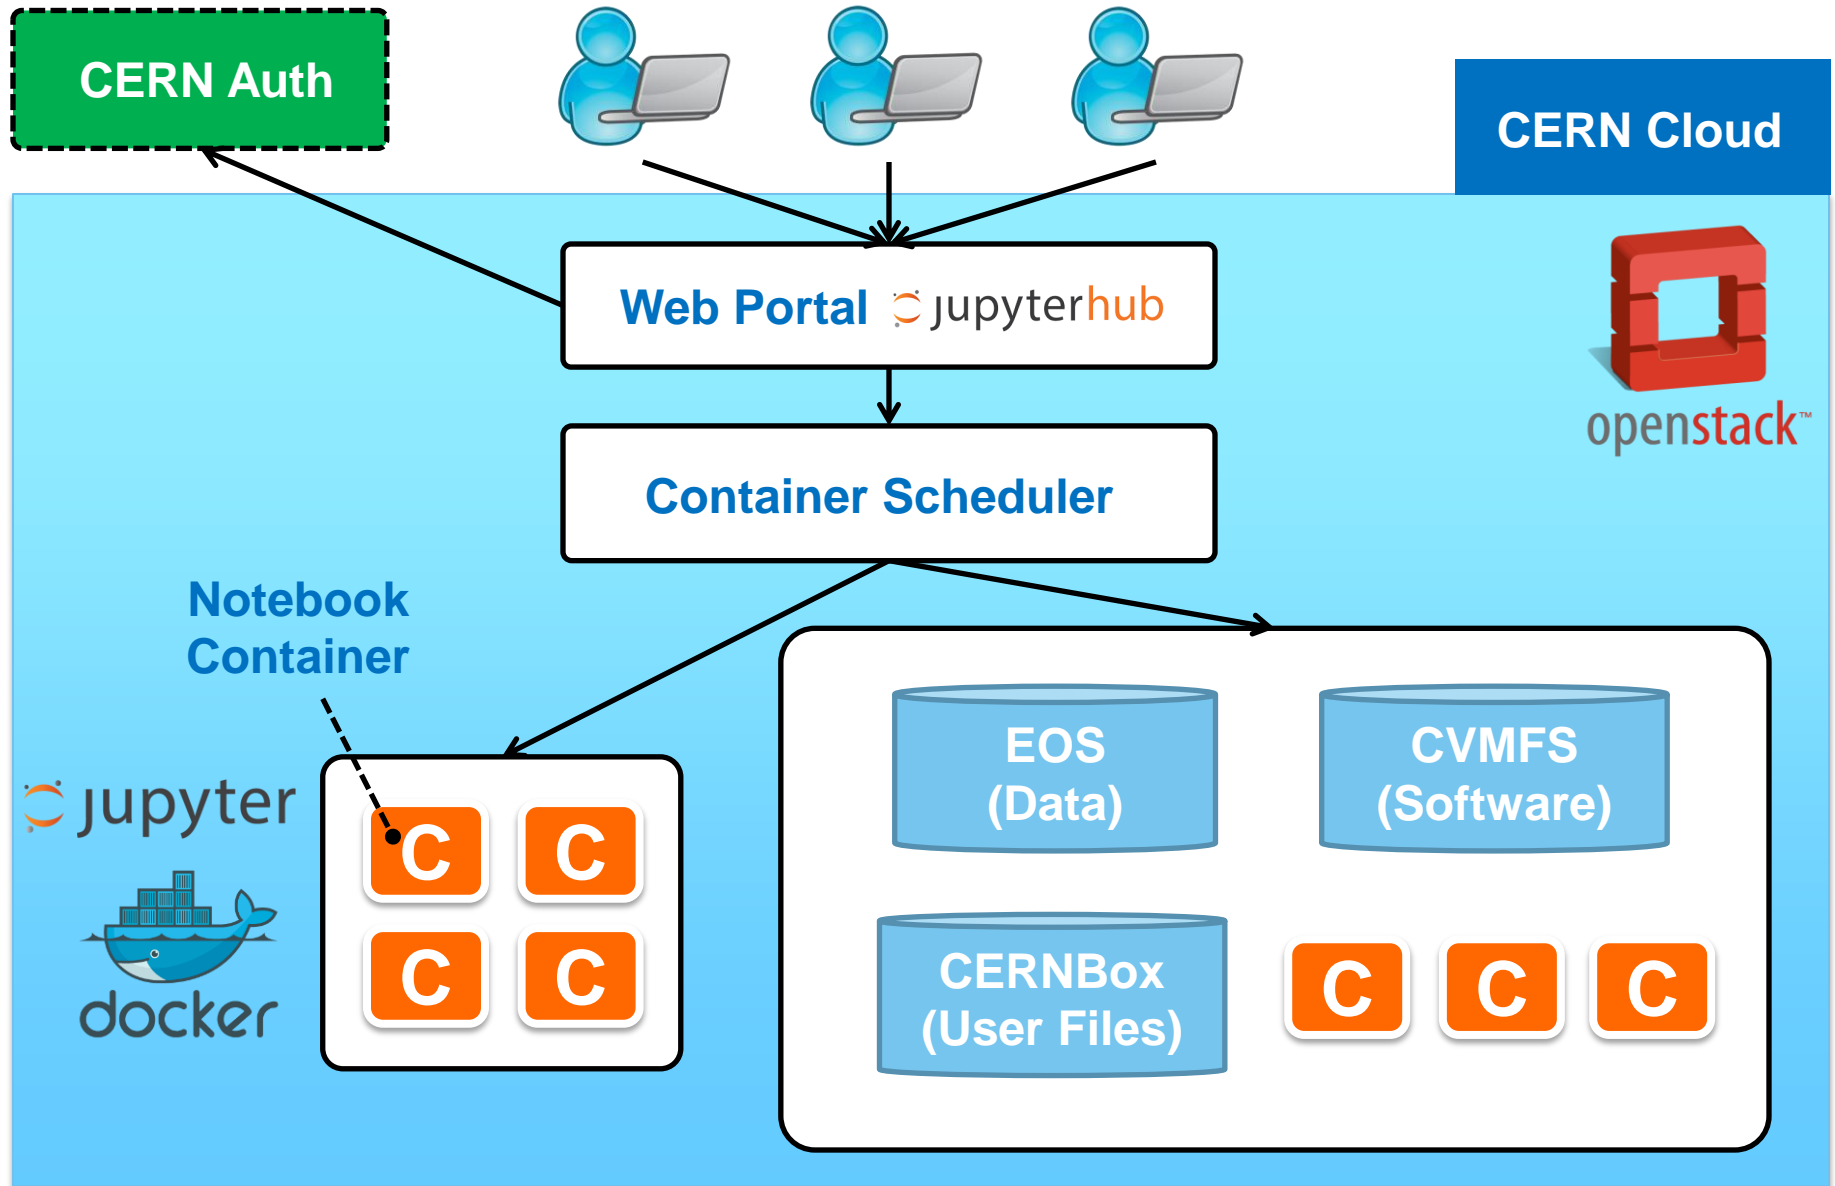 CERN Auth
CERN Cloud
Web Portal jupyterhub
openstack™
Container Scheduler
Notebook
Container
EOS
(Data)
CVMFS
(Software)
jupyter
C C
docker
C C
CERNBox
(User Files)
C C C